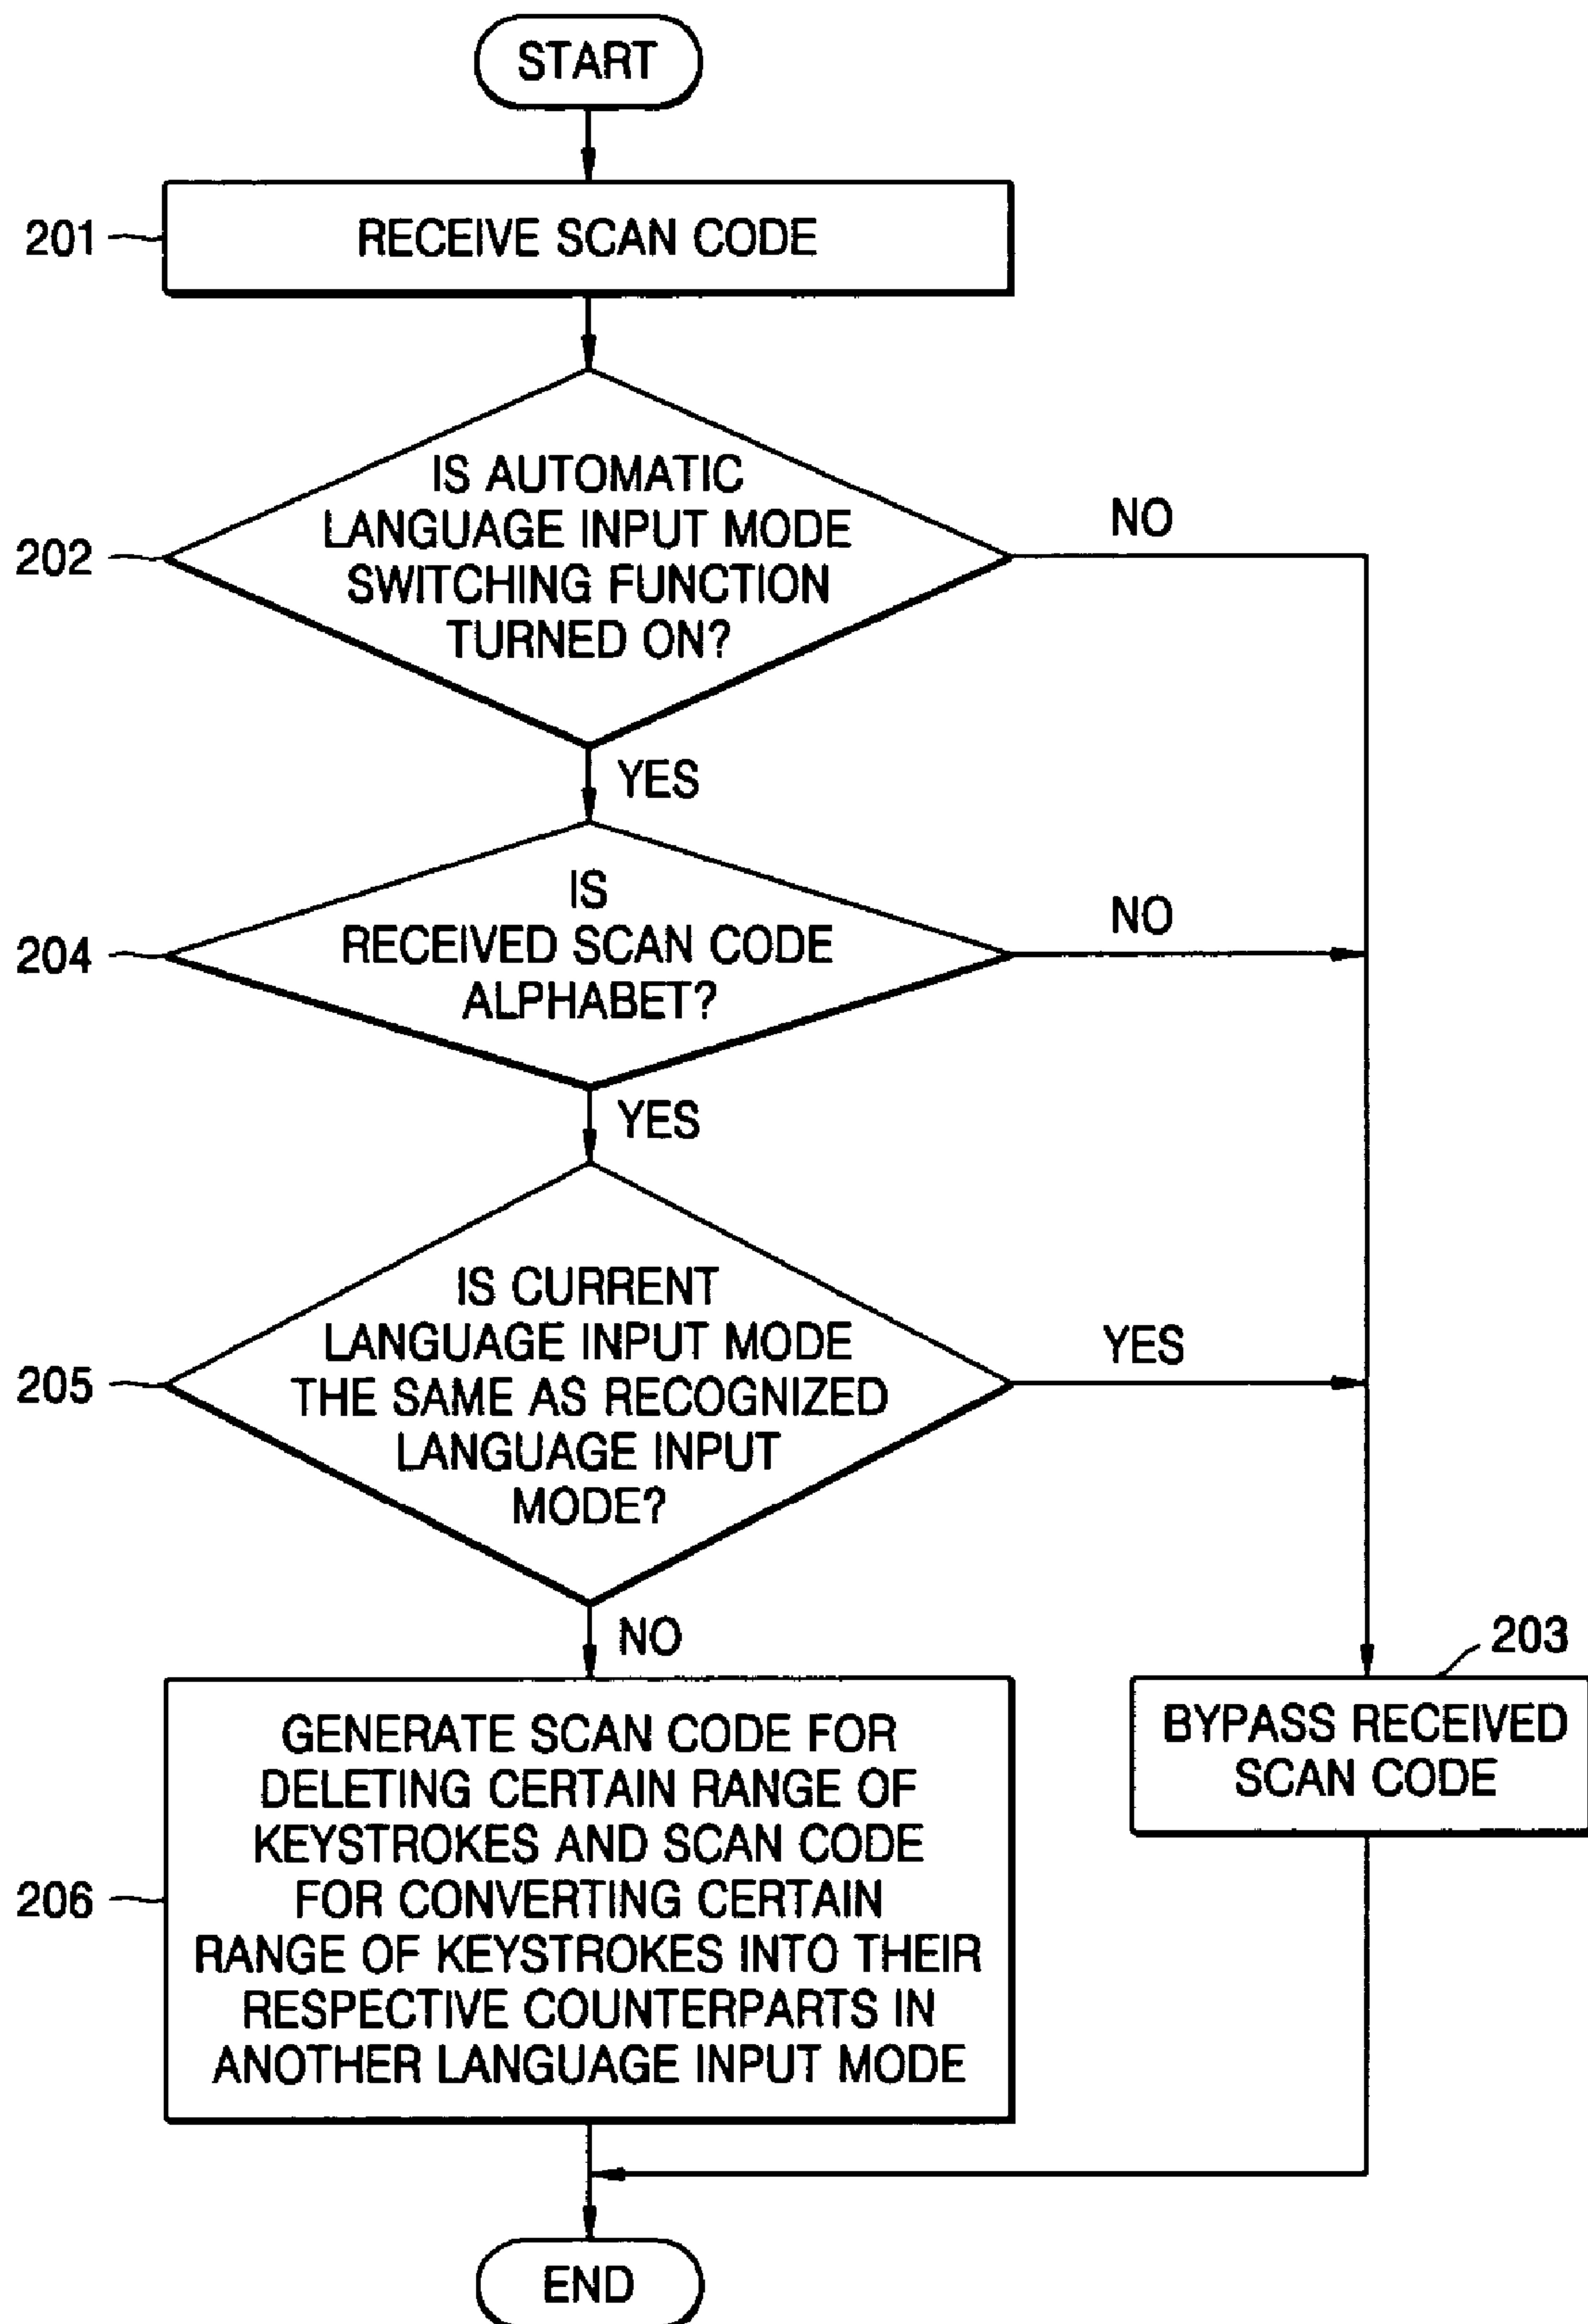 START
201
RECEIVE SCAN CODE
202
IS AUTOMATIC
LANGUAGE INPUT MODE
SWITCHING FUNCTION
TURNED ON?
NO
YES
204
IS
RECEIVED SCAN CODE
ALPHABET?
NO
YES
205
IS CURRENT
LANGUAGE INPUT MODE
THE SAME AS RECOGNIZED
LANGUAGE INPUT
MODE?
YES
NO
203
BYPASS RECEIVED
SCAN CODE
206
GENERATE SCAN CODE FOR
DELETING CERTAIN RANGE OF
KEYSTROKES AND SCAN CODE
FOR CONVERTING CERTAIN
RANGE OF KEYSTROKES INTO THEIR
RESPECTIVE COUNTERPARTS IN
ANOTHER LANGUAGE INPUT MODE
END